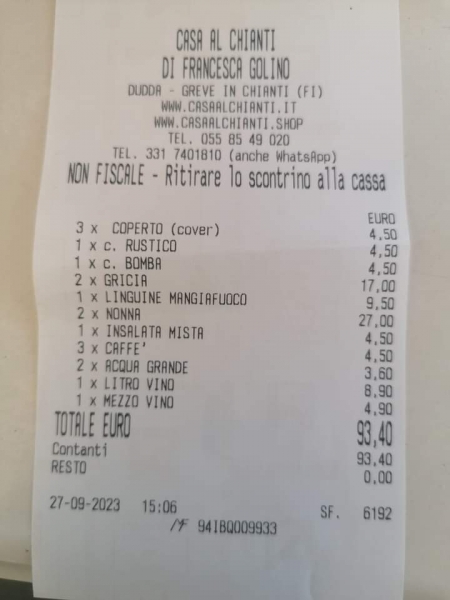 CASA AL CHIANTI
DI FRANCESCA GOLINO
DUDDA - GREVE IN CHIANTI (FI)
WWW.CASAALCHIANTI.IT
WWW.CASAALCHIANTI.SHOP
TEL. 055 85 49 020
TEL. 331 7401810 (anche WhatsApp)
NON FISCALE - Ritirare lo scontrino alla cassa
EURO
3 x COPERTO (cover) 4,50
1 x c. RUSTICO 4,50
1 x c. BOMBA 4,50
2 x GRICIA 17,00
1 x LINGUINE MANGIAFUOCO 9,50
2 x NONNA 27,00
1 x INSALATA MISTA 4,50
3 x CAFFE' 4,50
2 x ACQUA GRANDE 3,60
1 x LITRO VINO 8,90
1 x MEZZO VINO 4,90
TOTALE EURO 93,40
Contanti 93,40
RESTO 0,00
27-09-2023 15:06 SF. 6192
94IBQ009933